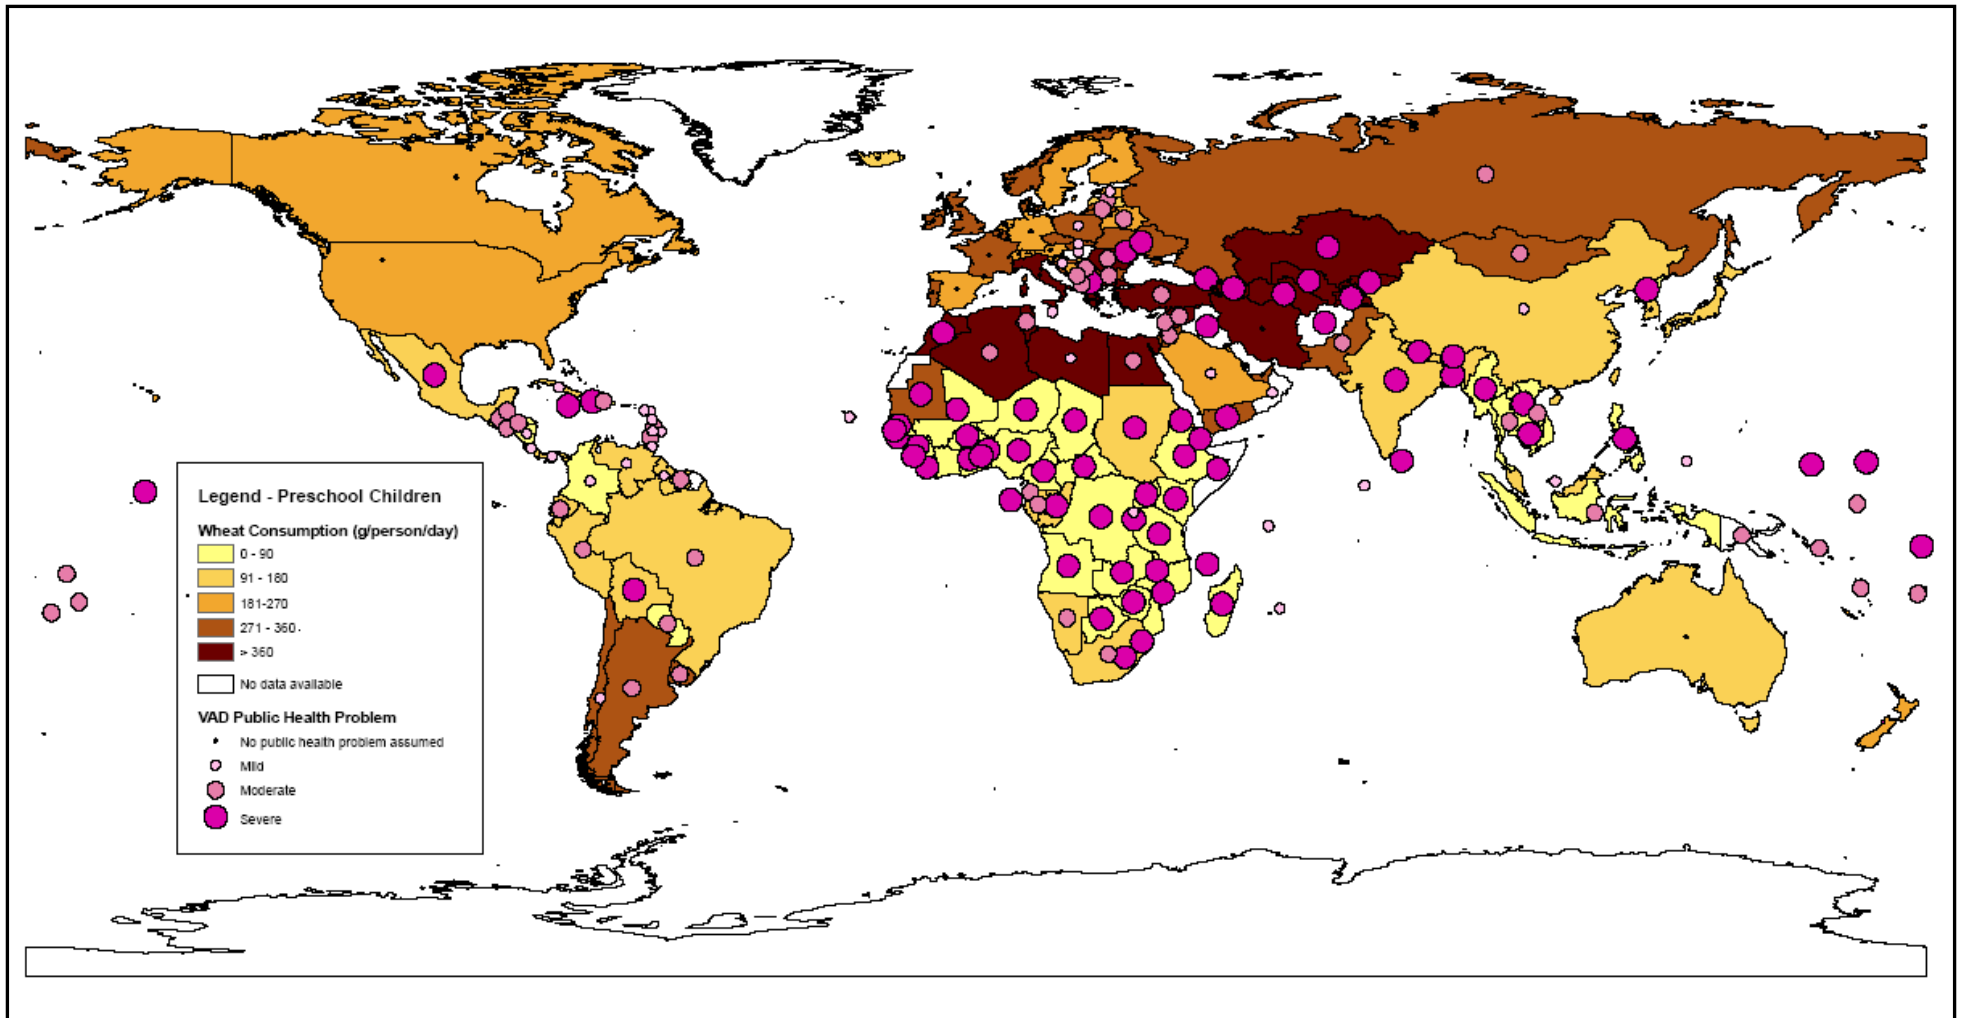 Legend - Preschool Children
Wheat Consumption (g/person/day)
0 - 90
91 - 180
181-270
271 - 360.
> 360
No data available
VAD Public Health Problem
No public health problem assumed
Mild
Moderate
Severe